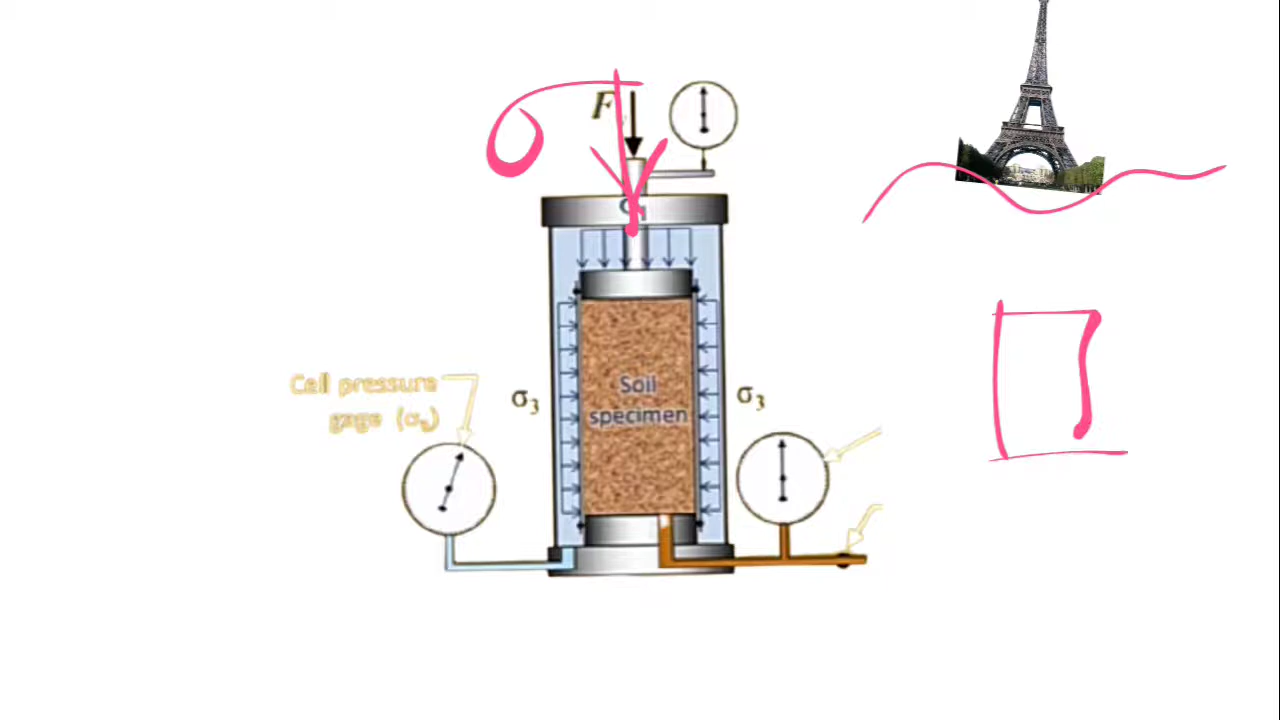 σ
F
σ1
Cell pressure
gage (σ3)
σ3
σ3
Soil
specimen